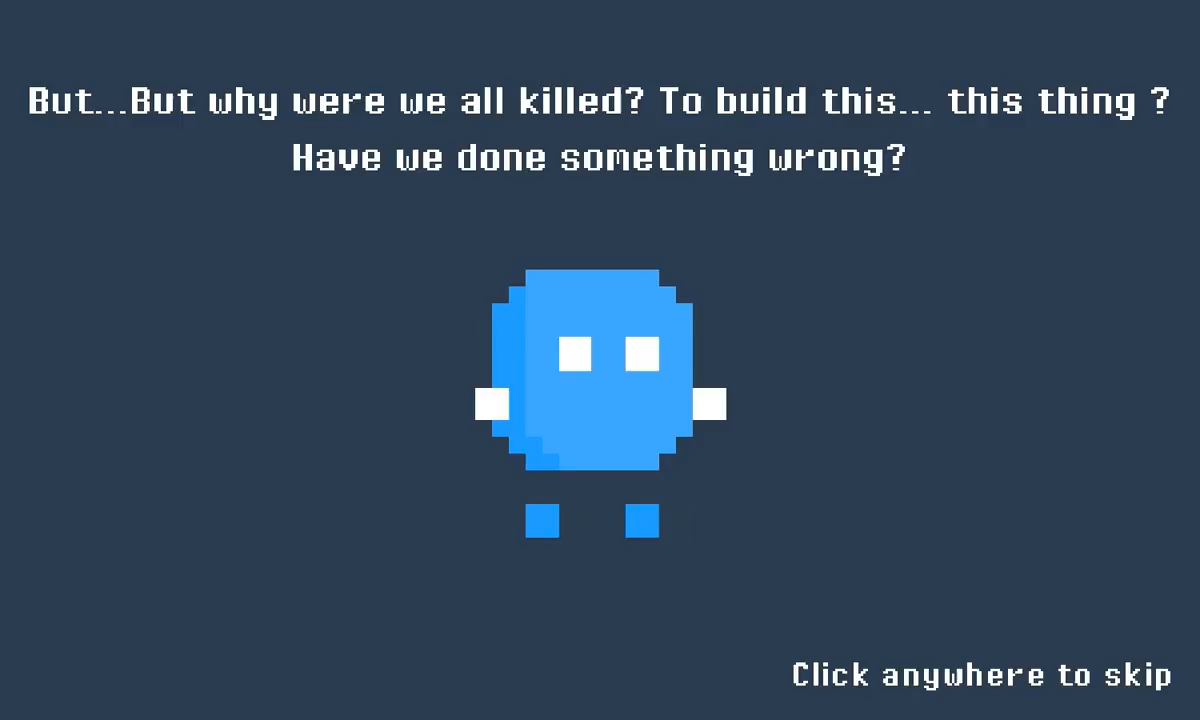 But...But why were we all killed? To build this... this thing ?
Have we done something wrong?
Click anywhere to skip